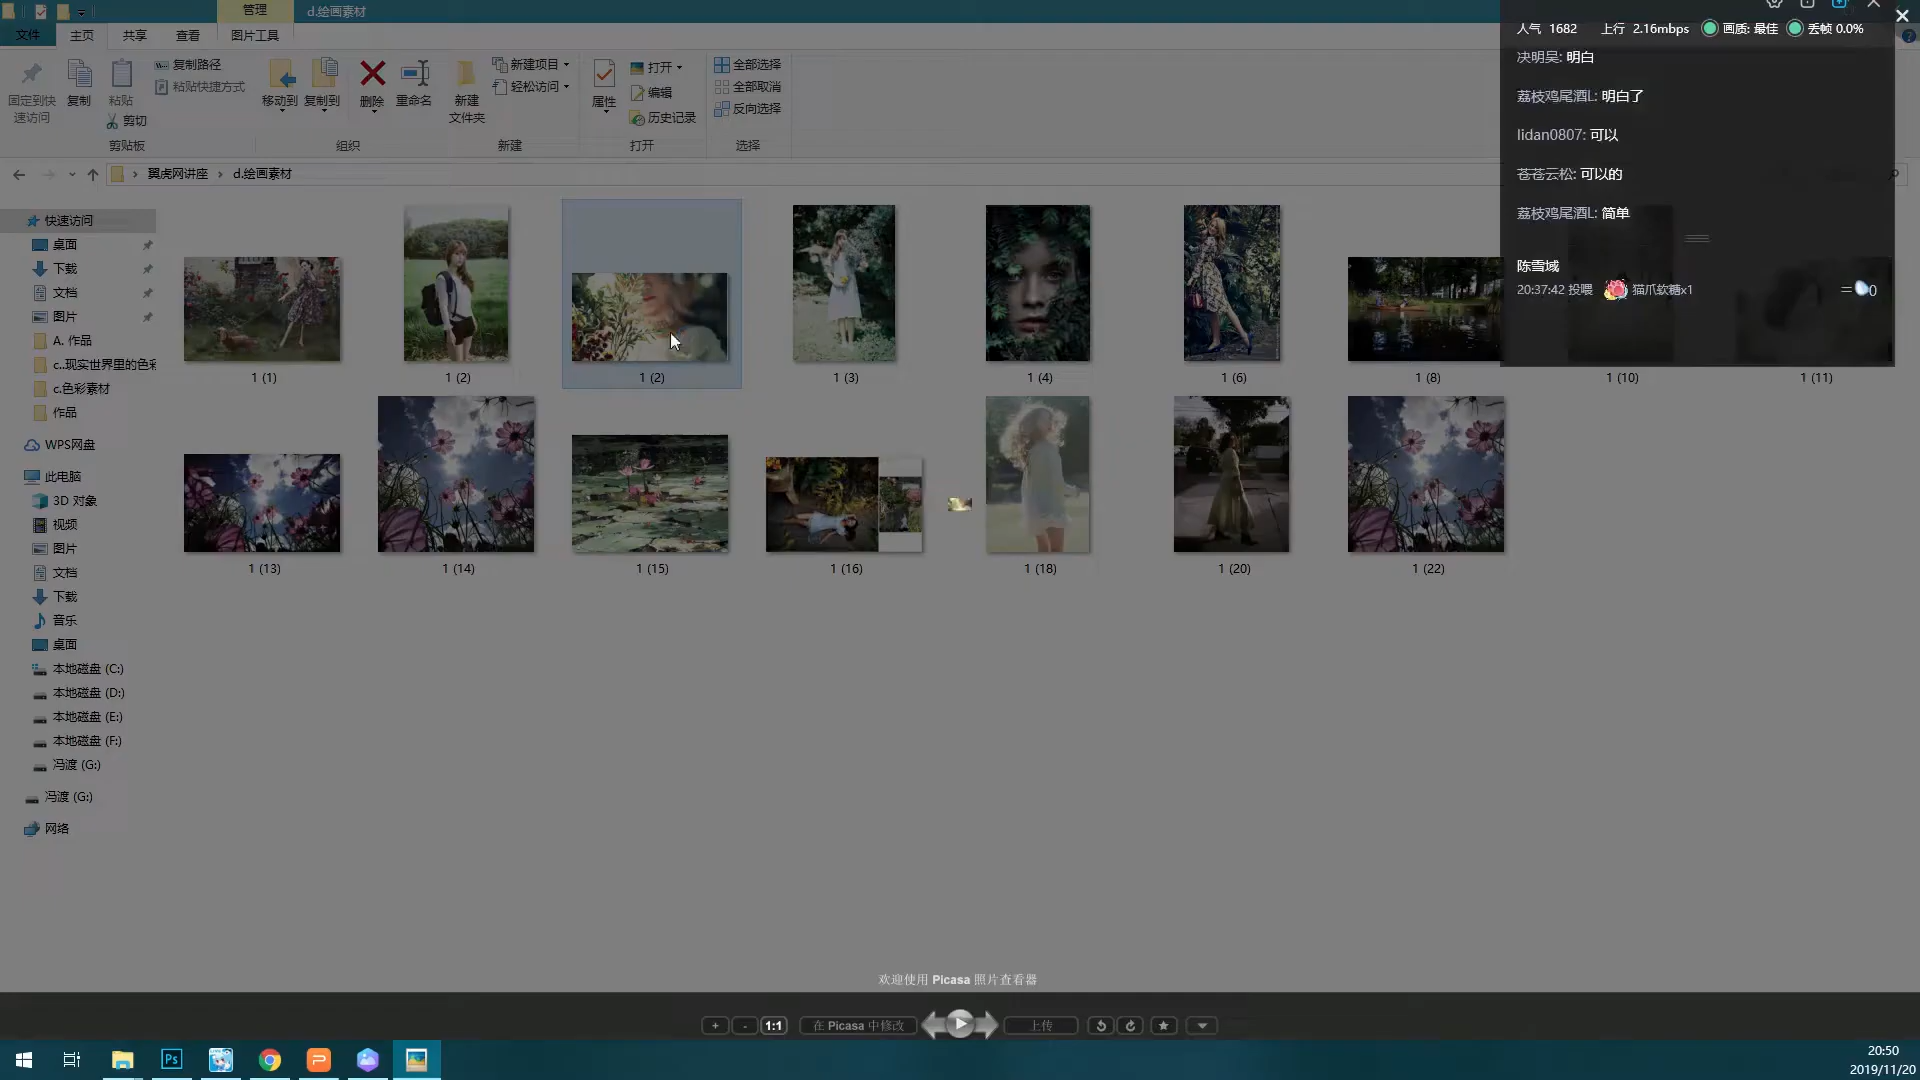 管理
d.绘画素材
文件
主页
共享
查看
图片工具
固定到快
速访问
复制
粘贴
复制路径
粘贴快捷方式
剪切
剪贴板
移动到
复制到
删除
重命名
组织
新建
文件夹
新建项目
轻松访问
新建
属性
打开
编辑
历史记录
打开
全部选择
全部取消
反向选择
选择
翼虎网讲座 › d.绘画素材
人气 1682 上行 2.16mbps 画质: 最佳 丢帧 0.0%
决明昊: 明白
荔枝鸡尾酒L: 明白了
lidan0807: 可以
苍苍云松: 可以的
荔枝鸡尾酒L: 简单
陈雪域
20:37:42 投喂 猫爪软糖x1
0
快速访问
桌面
下载
文档
图片
A. 作品
c..现实世界里的色彩
c.色彩素材
作品
WPS网盘
此电脑
3D 对象
视频
图片
文档
下载
音乐
桌面
本地磁盘 (C:)
本地磁盘 (D:)
本地磁盘 (E:)
本地磁盘 (F:)
冯渡 (G:)
冯渡 (G:)
网络
1 (1)
1 (2)
1 (2)
1 (3)
1 (4)
1 (6)
1 (8)
1 (10)
1 (11)
1 (13)
1 (14)
1 (15)
1 (16)
1 (18)
1 (20)
1 (22)
欢迎使用 Picasa 照片查看器
+
-
1:1
在 Picasa 中修改
上传
Ps
20:50
2019/11/20